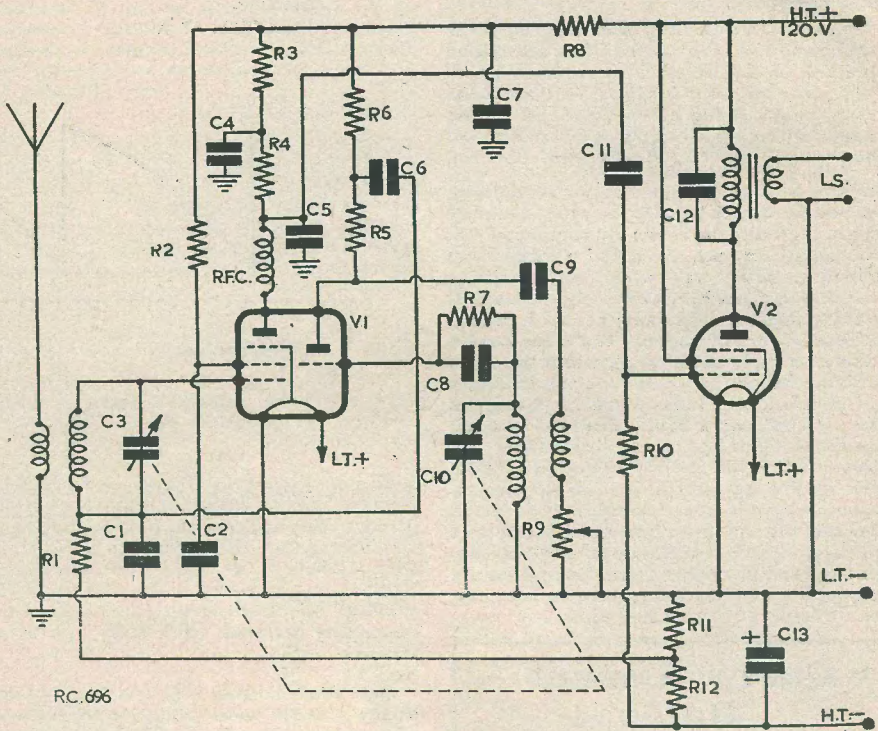 H.T.+
120.V.
R3
R8
C4
R6
C7
R4
C6
C11
L.S.
C12
C5
R2
R5
R.F.C.
C9
R7
V1
V2
C8
C3
L.T.+
C10
R10
L.T.+
R9
C1
C2
R1
L.T.−
R11
+
C13
−
R12
R.C.696
H.T.−